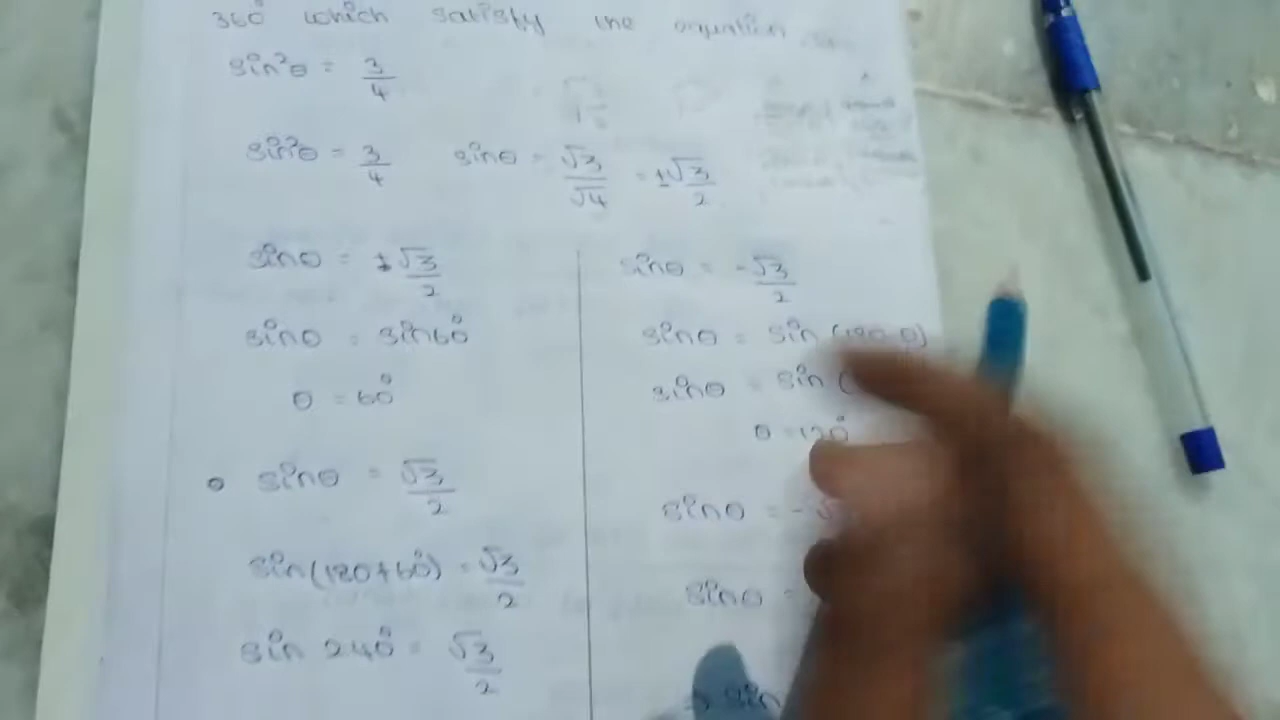 360° which satisfy the equation
sin²θ = 3/4
sin²θ = 3/4 sinθ = √3/√4 = ±√3/2
sinθ = +√3/2
sinθ = sin60°
θ = 60°
sinθ = √3/2
sin(180+60°) = √3/2
sin 240° = √3/2
sinθ = -√3/2
sinθ = sin (180-θ)
sinθ = sin (
θ = 120°
sinθ = -
sinθ =
sin